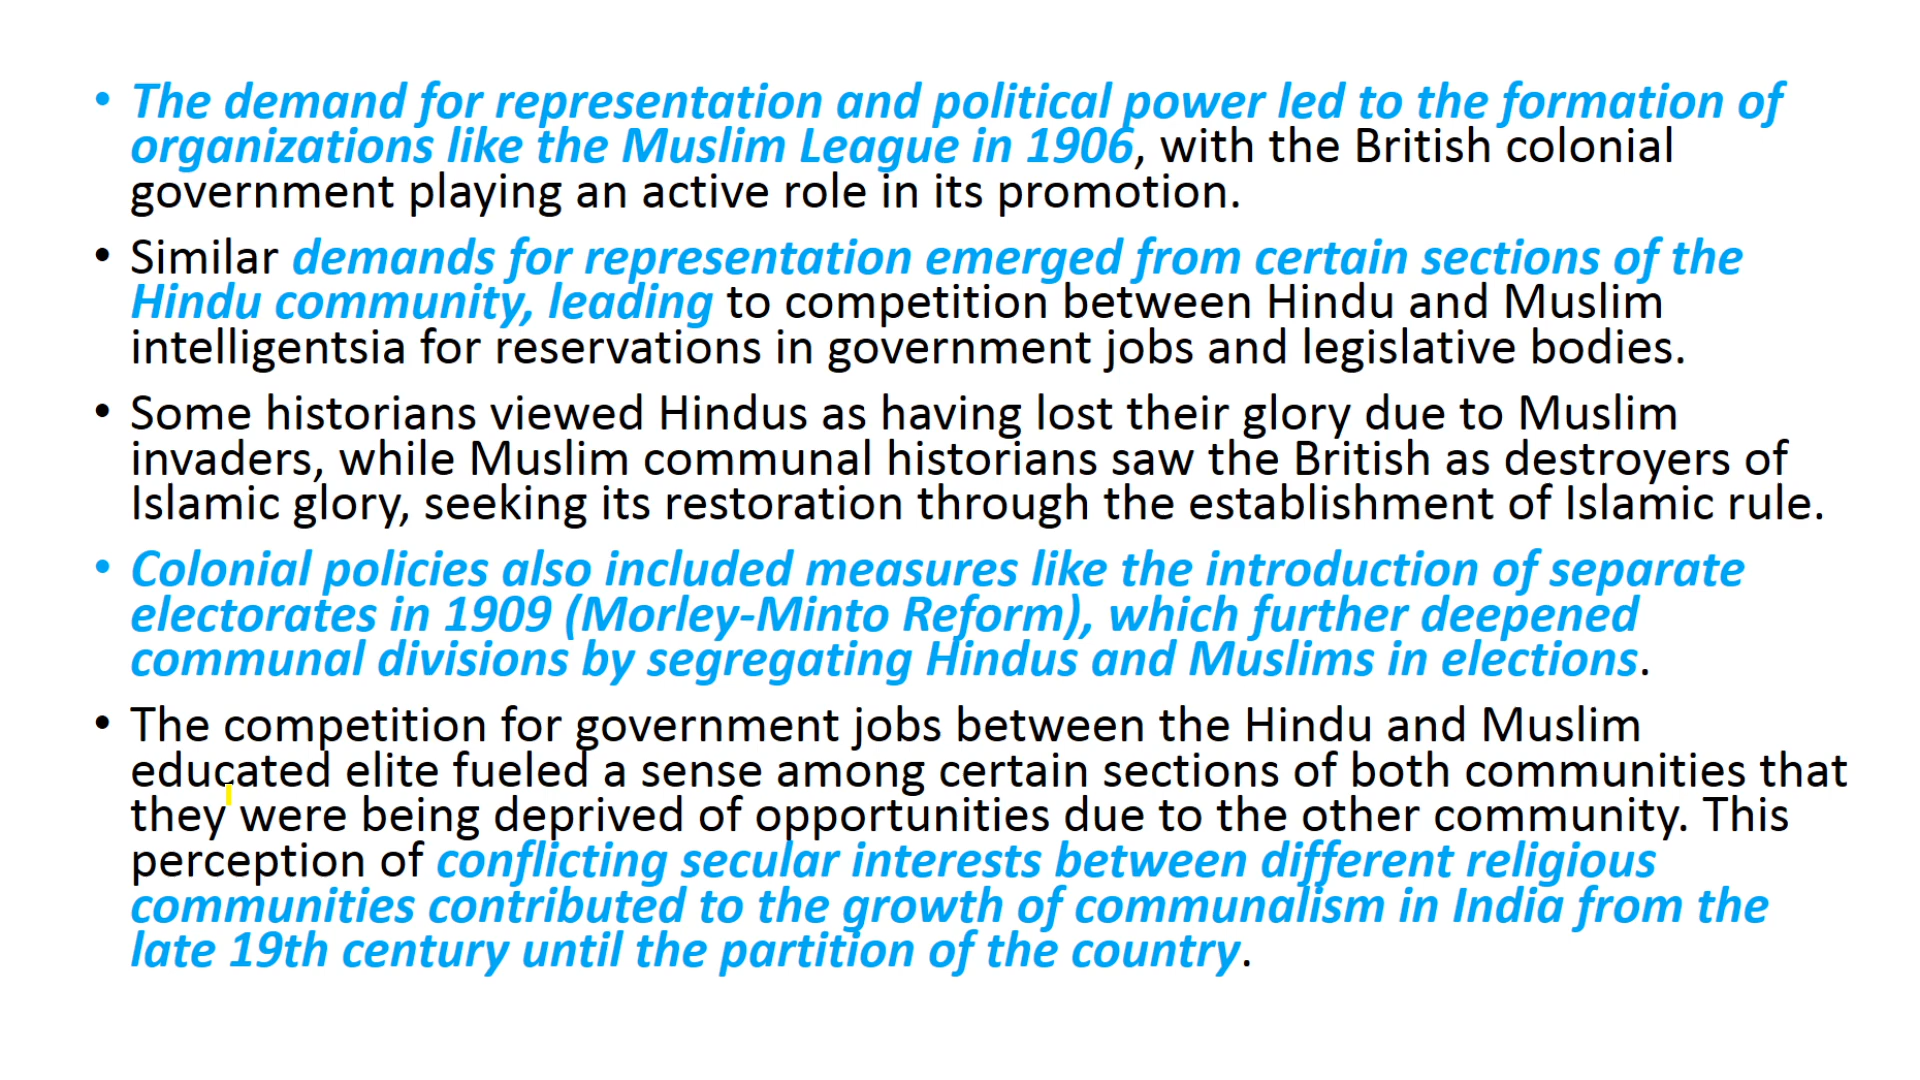 • The demand for representation and political power led to the formation of
organizations like the Muslim League in 1906, with the British colonial
government playing an active role in its promotion.
• Similar demands for representation emerged from certain sections of the
Hindu community, leading to competition between Hindu and Muslim
intelligentsia for reservations in government jobs and legislative bodies.
• Some historians viewed Hindus as having lost their glory due to Muslim
invaders, while Muslim communal historians saw the British as destroyers of
Islamic glory, seeking its restoration through the establishment of Islamic rule.
• Colonial policies also included measures like the introduction of separate
electorates in 1909 (Morley-Minto Reform), which further deepened
communal divisions by segregating Hindus and Muslims in elections.
• The competition for government jobs between the Hindu and Muslim
educated elite fueled a sense among certain sections of both communities that
they were being deprived of opportunities due to the other community. This
perception of conflicting secular interests between different religious
communities contributed to the growth of communalism in India from the
late 19th century until the partition of the country.